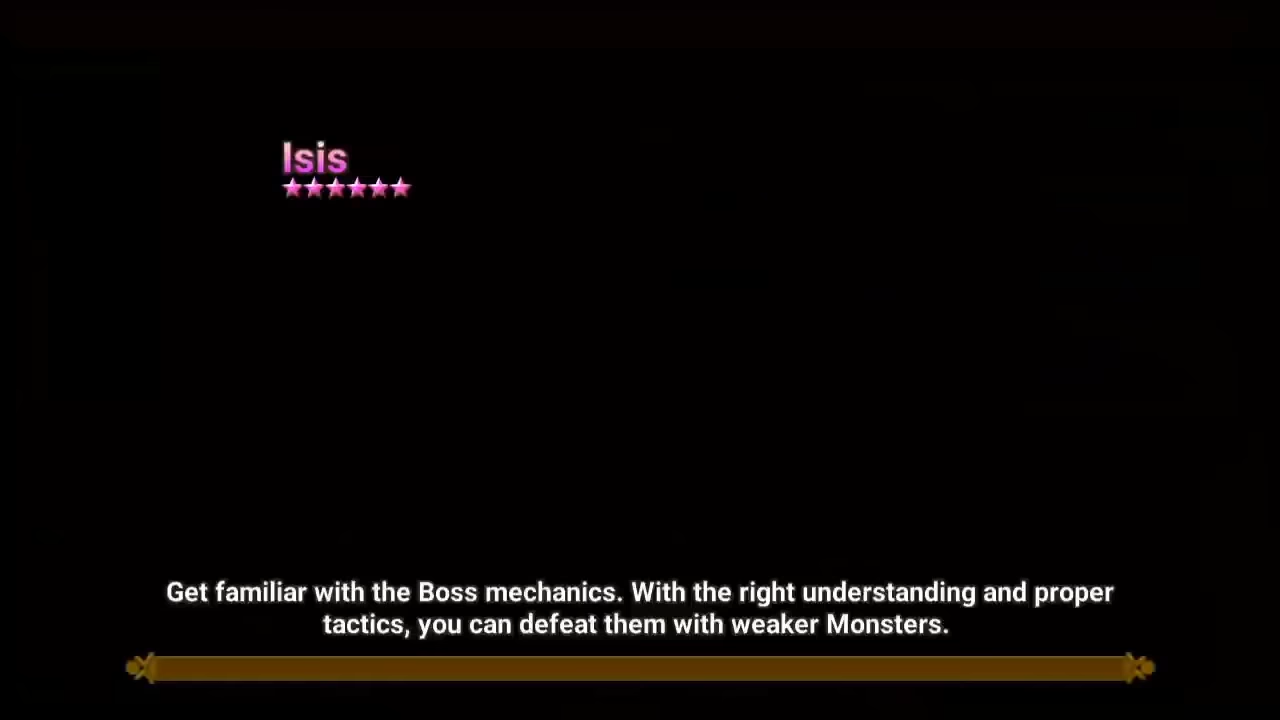 Isis
Get familiar with the Boss mechanics. With the right understanding and proper
tactics, you can defeat them with weaker Monsters.